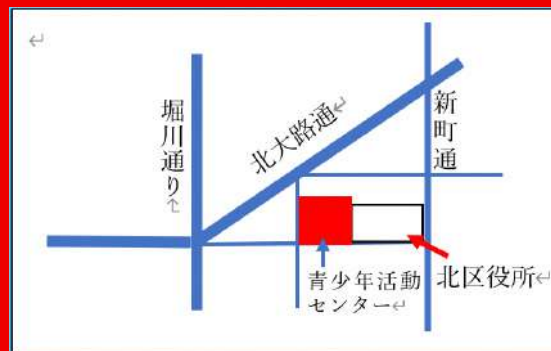 堀川通り
北大路通
新町通
青少年活動
センター
北区役所